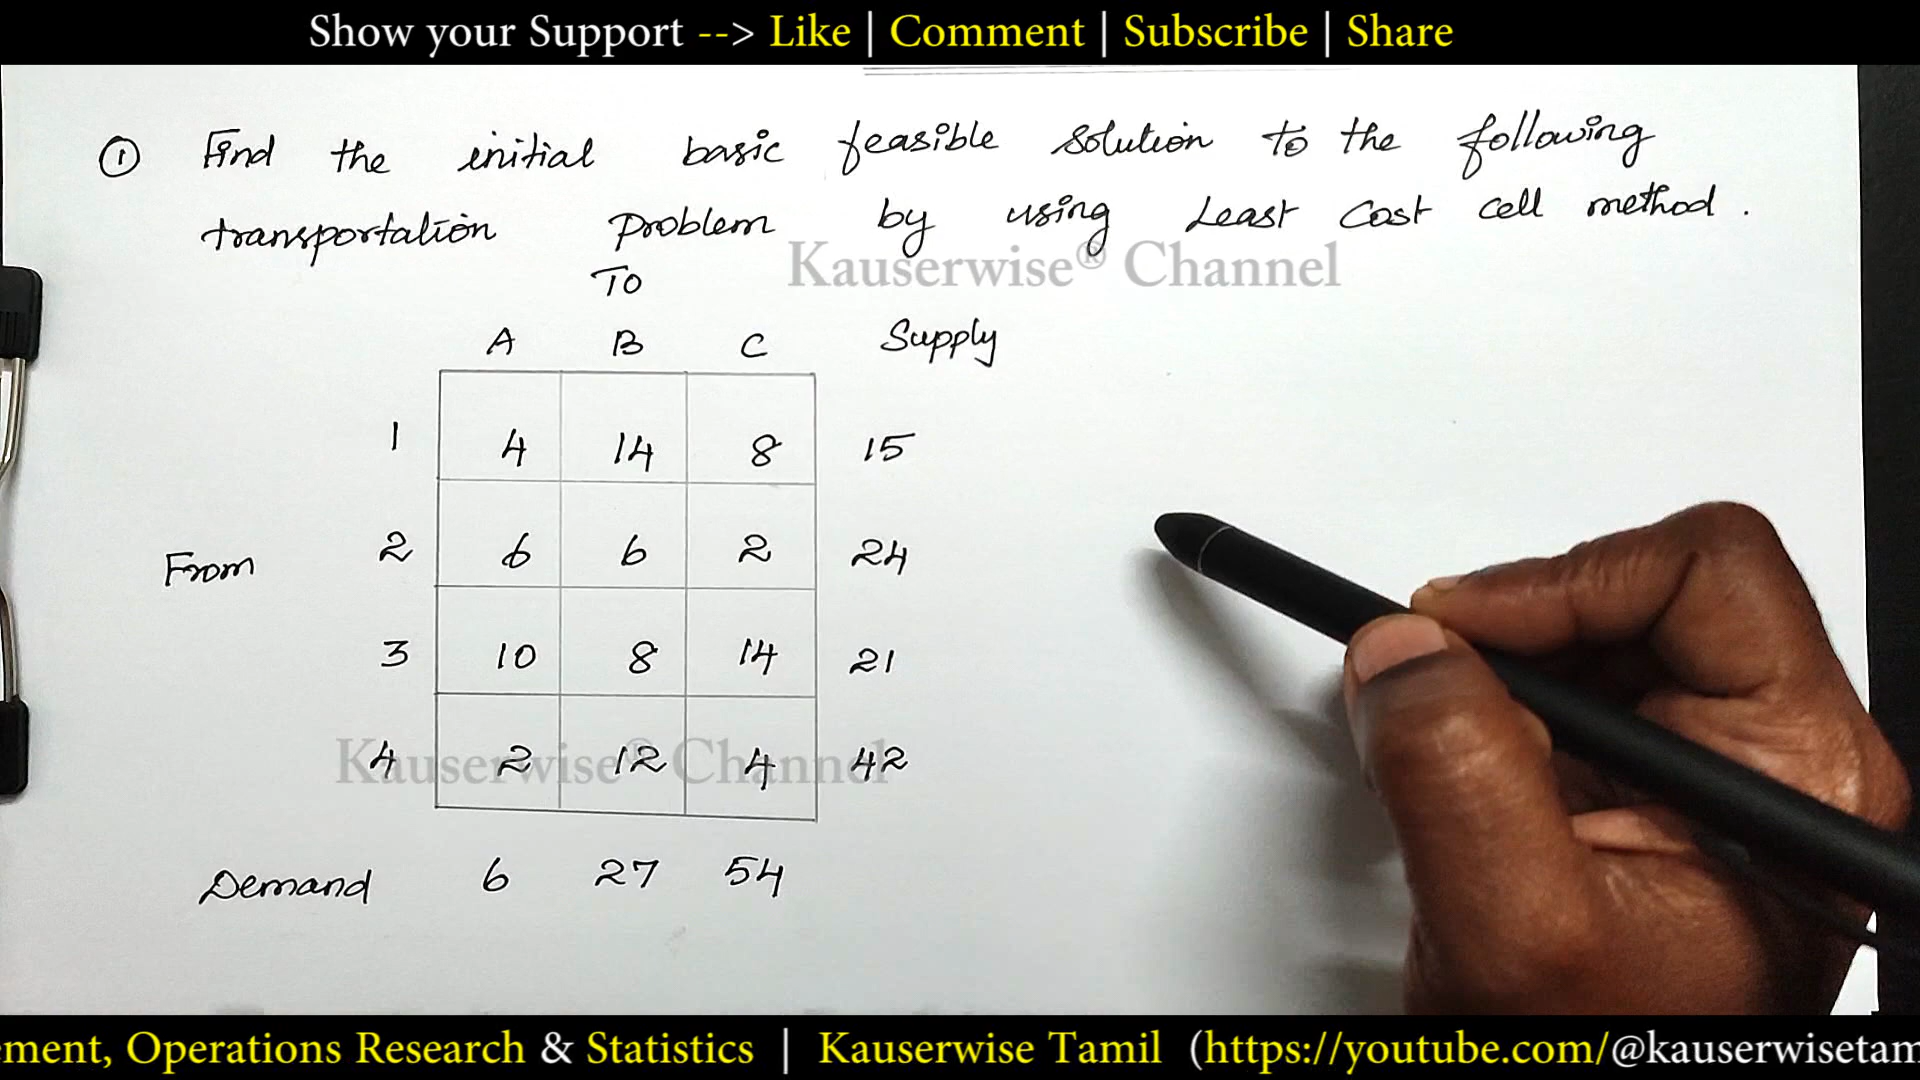 Show your Support --> Like | Comment | Subscribe | Share
① Find the initial basic feasible solution to the following
transportation problem by using Least Cost cell method.
Kauserwise® Channel
To
A B C Supply
1 4 14 8 15
2 6 6 2 24
From
3 10 8 14 21
4 2 12 4 42
Kauserwise® Channel
Demand 6 27 54
ment, Operations Research & Statistics | Kauserwise Tamil (https://youtube.com/@kauserwisetam